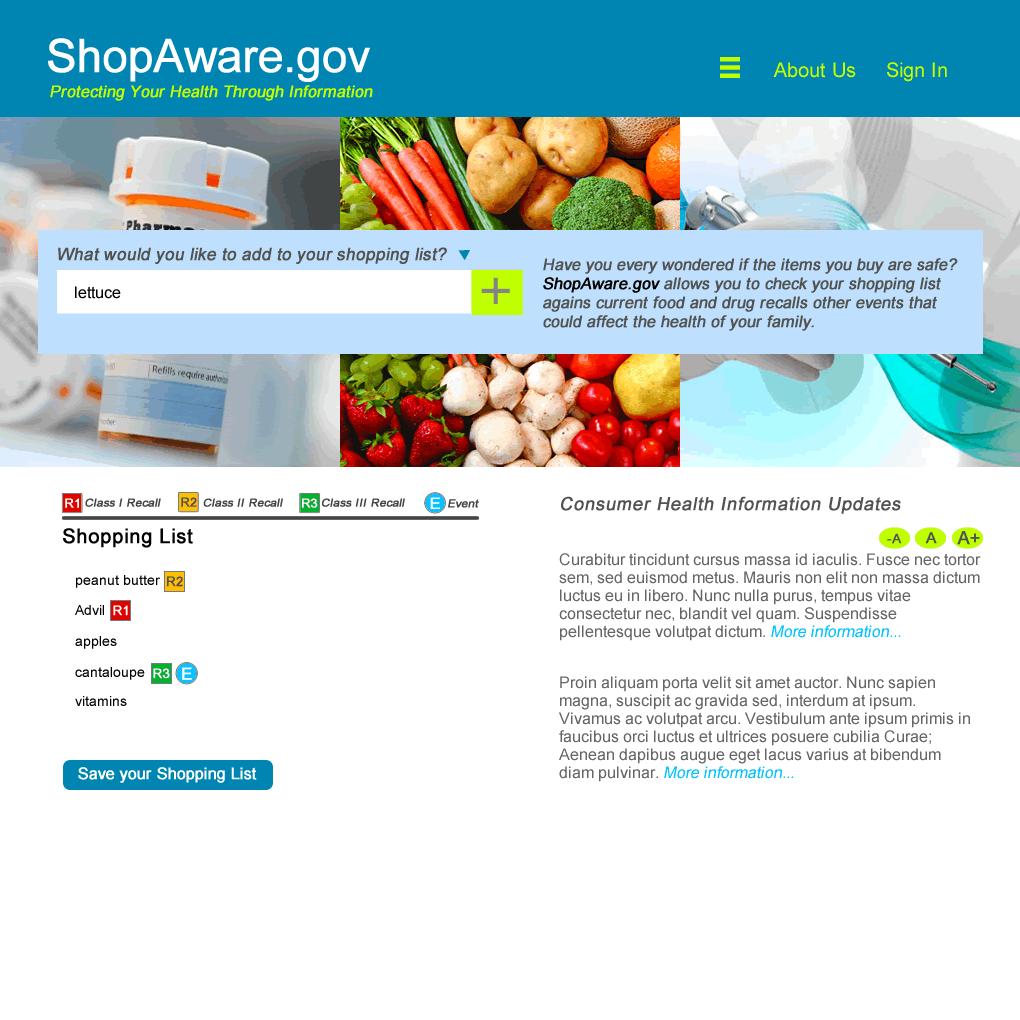 ShopAware.gov
Protecting Your Health Through Information
About Us
Sign In
What would you like to add to your shopping list?
lettuce
Have you every wondered if the items you buy are safe?
ShopAware.gov allows you to check your shopping list
agains current food and drug recalls other events that
could affect the health of your family.
Refills require
R1 Class I Recall R2 Class II Recall R3 Class III Recall E Event
Shopping List
peanut butter R2
Advil R1
apples
cantaloupe R3 E
vitamins
Save your Shopping List
Consumer Health Information Updates
-A A A+
Curabitur tincidunt cursus massa id iaculis. Fusce nec tortor
sem, sed euismod metus. Mauris non elit non massa dictum
luctus eu in libero. Nunc nulla purus, tempus vitae
consectetur nec, blandit vel quam. Suspendisse
pellentesque volutpat dictum. More information...
Proin aliquam porta velit sit amet auctor. Nunc sapien
magna, suscipit ac gravida sed, interdum at ipsum.
Vivamus ac volutpat arcu. Vestibulum ante ipsum primis in
faucibus orci luctus et ultrices posuere cubilia Curae;
Aenean dapibus augue eget lacus varius at bibendum
diam pulvinar. More information...